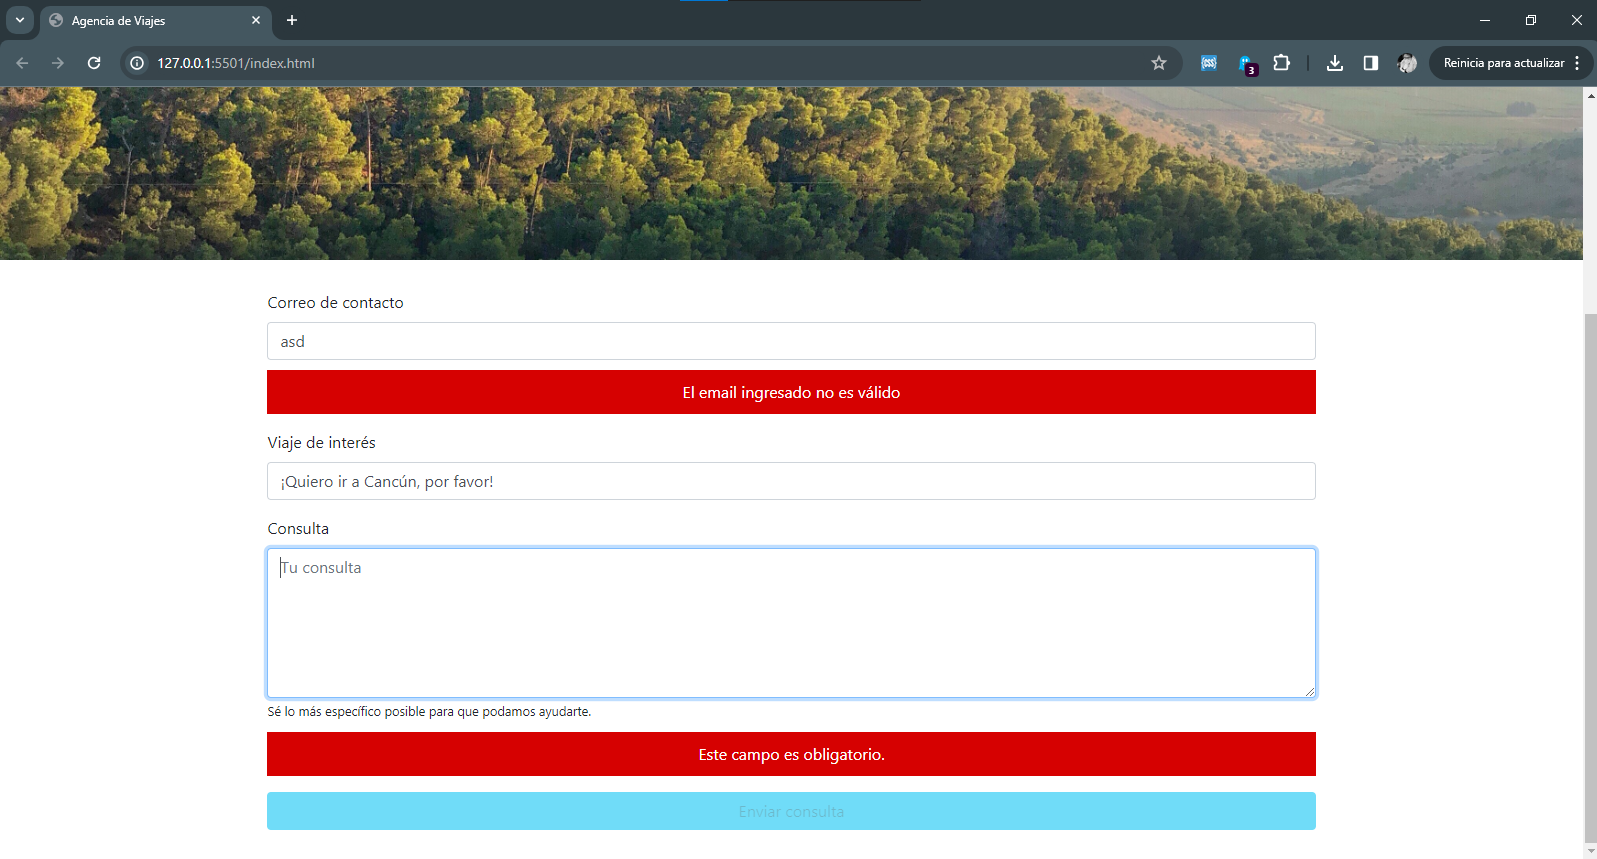 Agencia de Viajes
127.0.0.1:5501/index.html
3
Reinicia para actualizar
Correo de contacto
asd
El email ingresado no es válido
Viaje de interés
¡Quiero ir a Cancún, por favor!
Consulta
Tu consulta
Sé lo más específico posible para que podamos ayudarte.
Este campo es obligatorio.
Enviar consulta